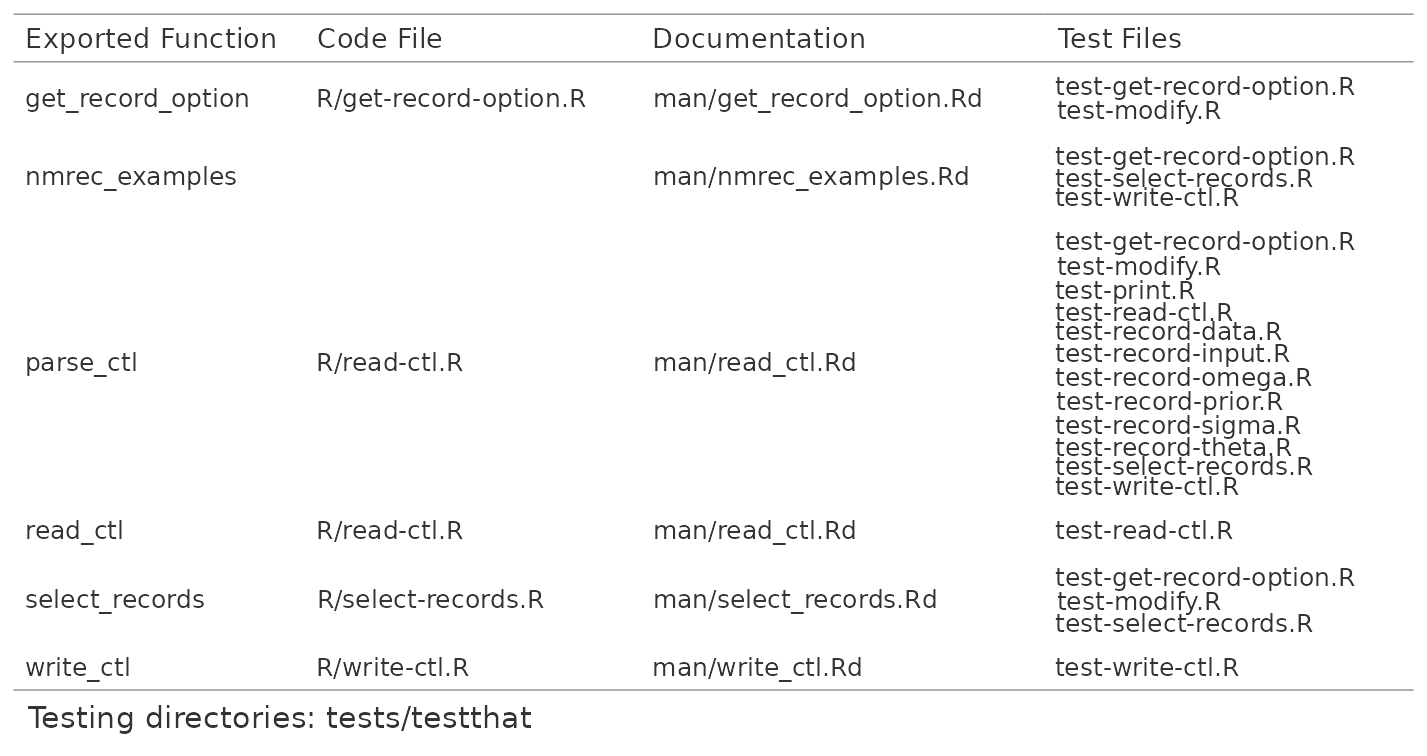 Exported Function Code File Documentation Test Files
get_record_option R/get-record-option.R man/get_record_option.Rd test-get-record-option.R
test-modify.R
nmrec_examples man/nmrec_examples.Rd test-get-record-option.R
test-select-records.R
test-write-ctl.R
parse_ctl R/read-ctl.R man/read_ctl.Rd test-get-record-option.R
test-modify.R
test-print.R
test-read-ctl.R
test-record-data.R
test-record-input.R
test-record-omega.R
test-record-prior.R
test-record-sigma.R
test-record-theta.R
test-select-records.R
test-write-ctl.R
read_ctl R/read-ctl.R man/read_ctl.Rd test-read-ctl.R
select_records R/select-records.R man/select_records.Rd test-get-record-option.R
test-modify.R
test-select-records.R
write_ctl R/write-ctl.R man/write_ctl.Rd test-write-ctl.R
Testing directories: tests/testthat